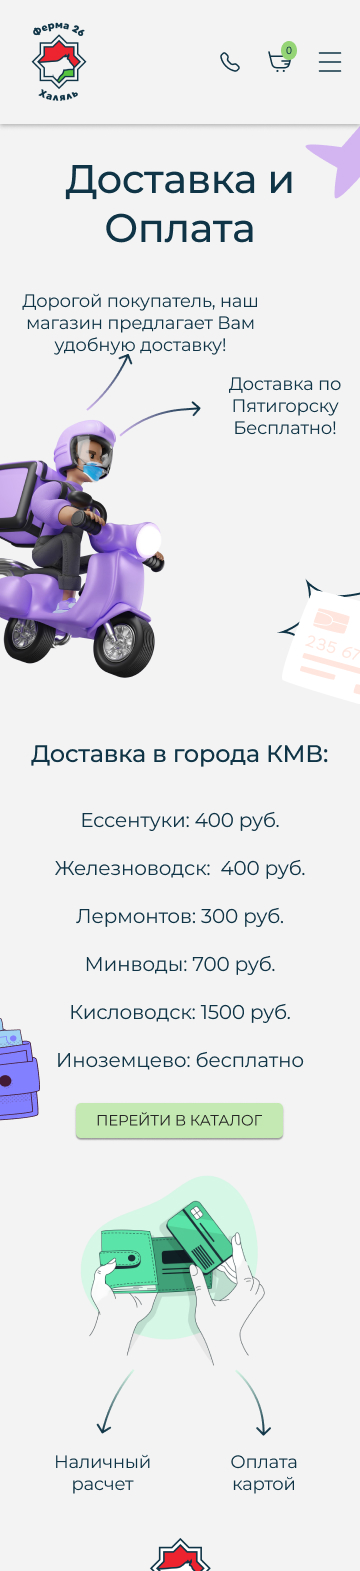 Ферма 26
Халяль
0
Доставка и
Оплата
Дорогой покупатель, наш
магазин предлагает Вам
удобную доставку!
Доставка по
Пятигорску
Бесплатно!
235 67
Доставка в города КМВ:
Ессентуки: 400 руб.
Железноводск:  400 руб.
Лермонтов: 300 руб.
Минводы: 700 руб.
Кисловодск: 1500 руб.
Иноземцево: бесплатно
ПЕРЕЙТИ В КАТАЛОГ
Наличный
расчет
Оплата
картой